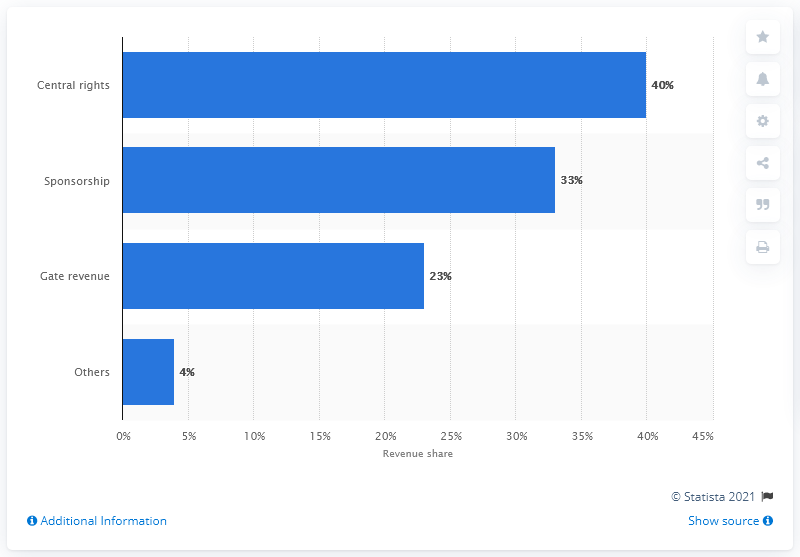 Central rights
40%
Sponsorship
33%
Gate revenue
23%
Others
4%
0% 5% 10% 15% 20% 25% 30% 35% 40% 45%
Revenue share
© Statista 2021
Additional Information
Show source